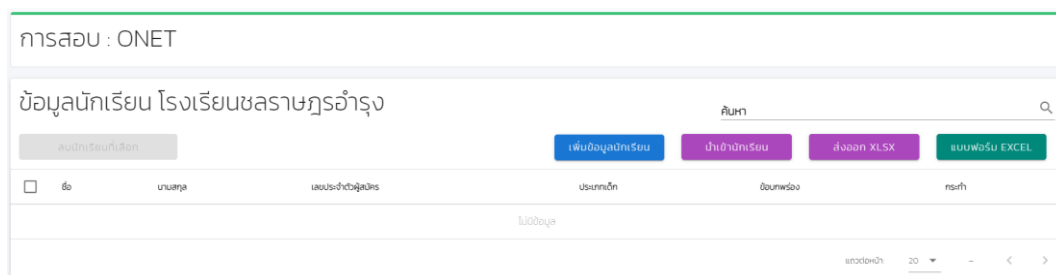 การสอบ : ONET
ข้อมูลนักเรียน โรงเรียนชลราษฎรอำรุง
ค้นหา
ลบนักเรียนที่เลือก
เพิ่มข้อมูลนักเรียน นำเข้านักเรียน ส่งออก XLSX แบบฟอร์ม EXCEL
ชื่อ นามสกุล เลขประจำตัวผู้สมัคร ประเภทเด็ก ข้อบกพร่อง กระทำ
ไม่มีข้อมูล
แถวต่อหน้า: 20 –